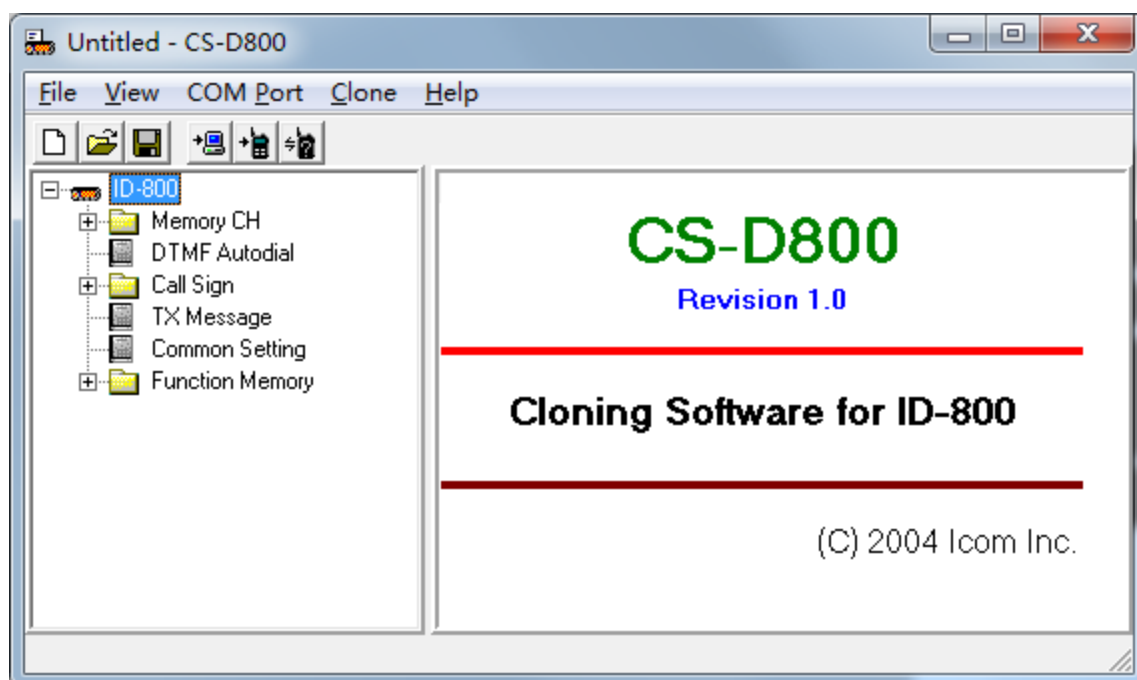 Untitled - CS-D800
File View COM Port Clone Help
ID-800
Memory CH
DTMF Autodial
Call Sign
TX Message
Common Setting
Function Memory
CS-D800
Revision 1.0
Cloning Software for ID-800
(C) 2004 Icom Inc.